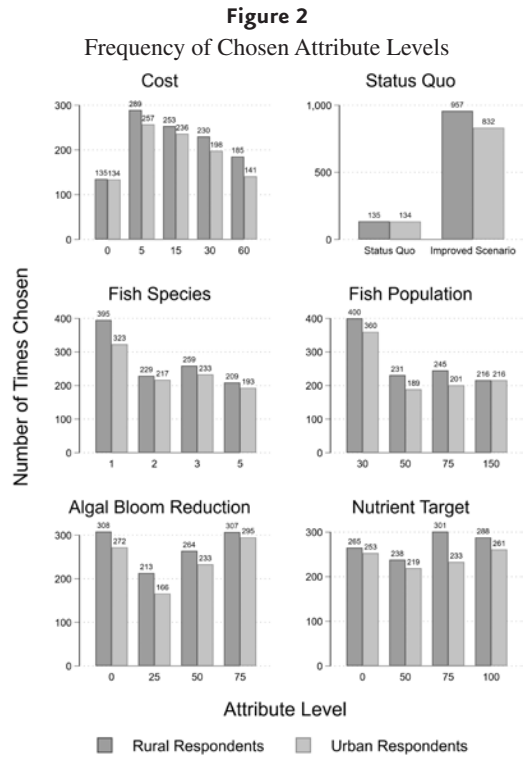 Figure 2
Frequency of Chosen Attribute Levels
Cost
300
200
100
0
135 134
289 257
253 236
230 198
185 141
0 5 15 30 60
Status Quo
1,000
500
0
135 134
957 832
Status Quo Improved Scenario
Number of Times Chosen
Fish Species
400
300
200
100
0
395 323
229 217
259 233
209 193
1 2 3 5
Fish Population
400
300
200
100
0
400 360
231 189
245 201
216 216
30 50 75 150
Algal Bloom Reduction
300
200
100
0
308 272
213 166
264 233
307 295
0 25 50 75
Nutrient Target
300
200
100
0
265 253
238 219
301 233
288 261
0 50 75 100
Attribute Level
Rural Respondents Urban Respondents